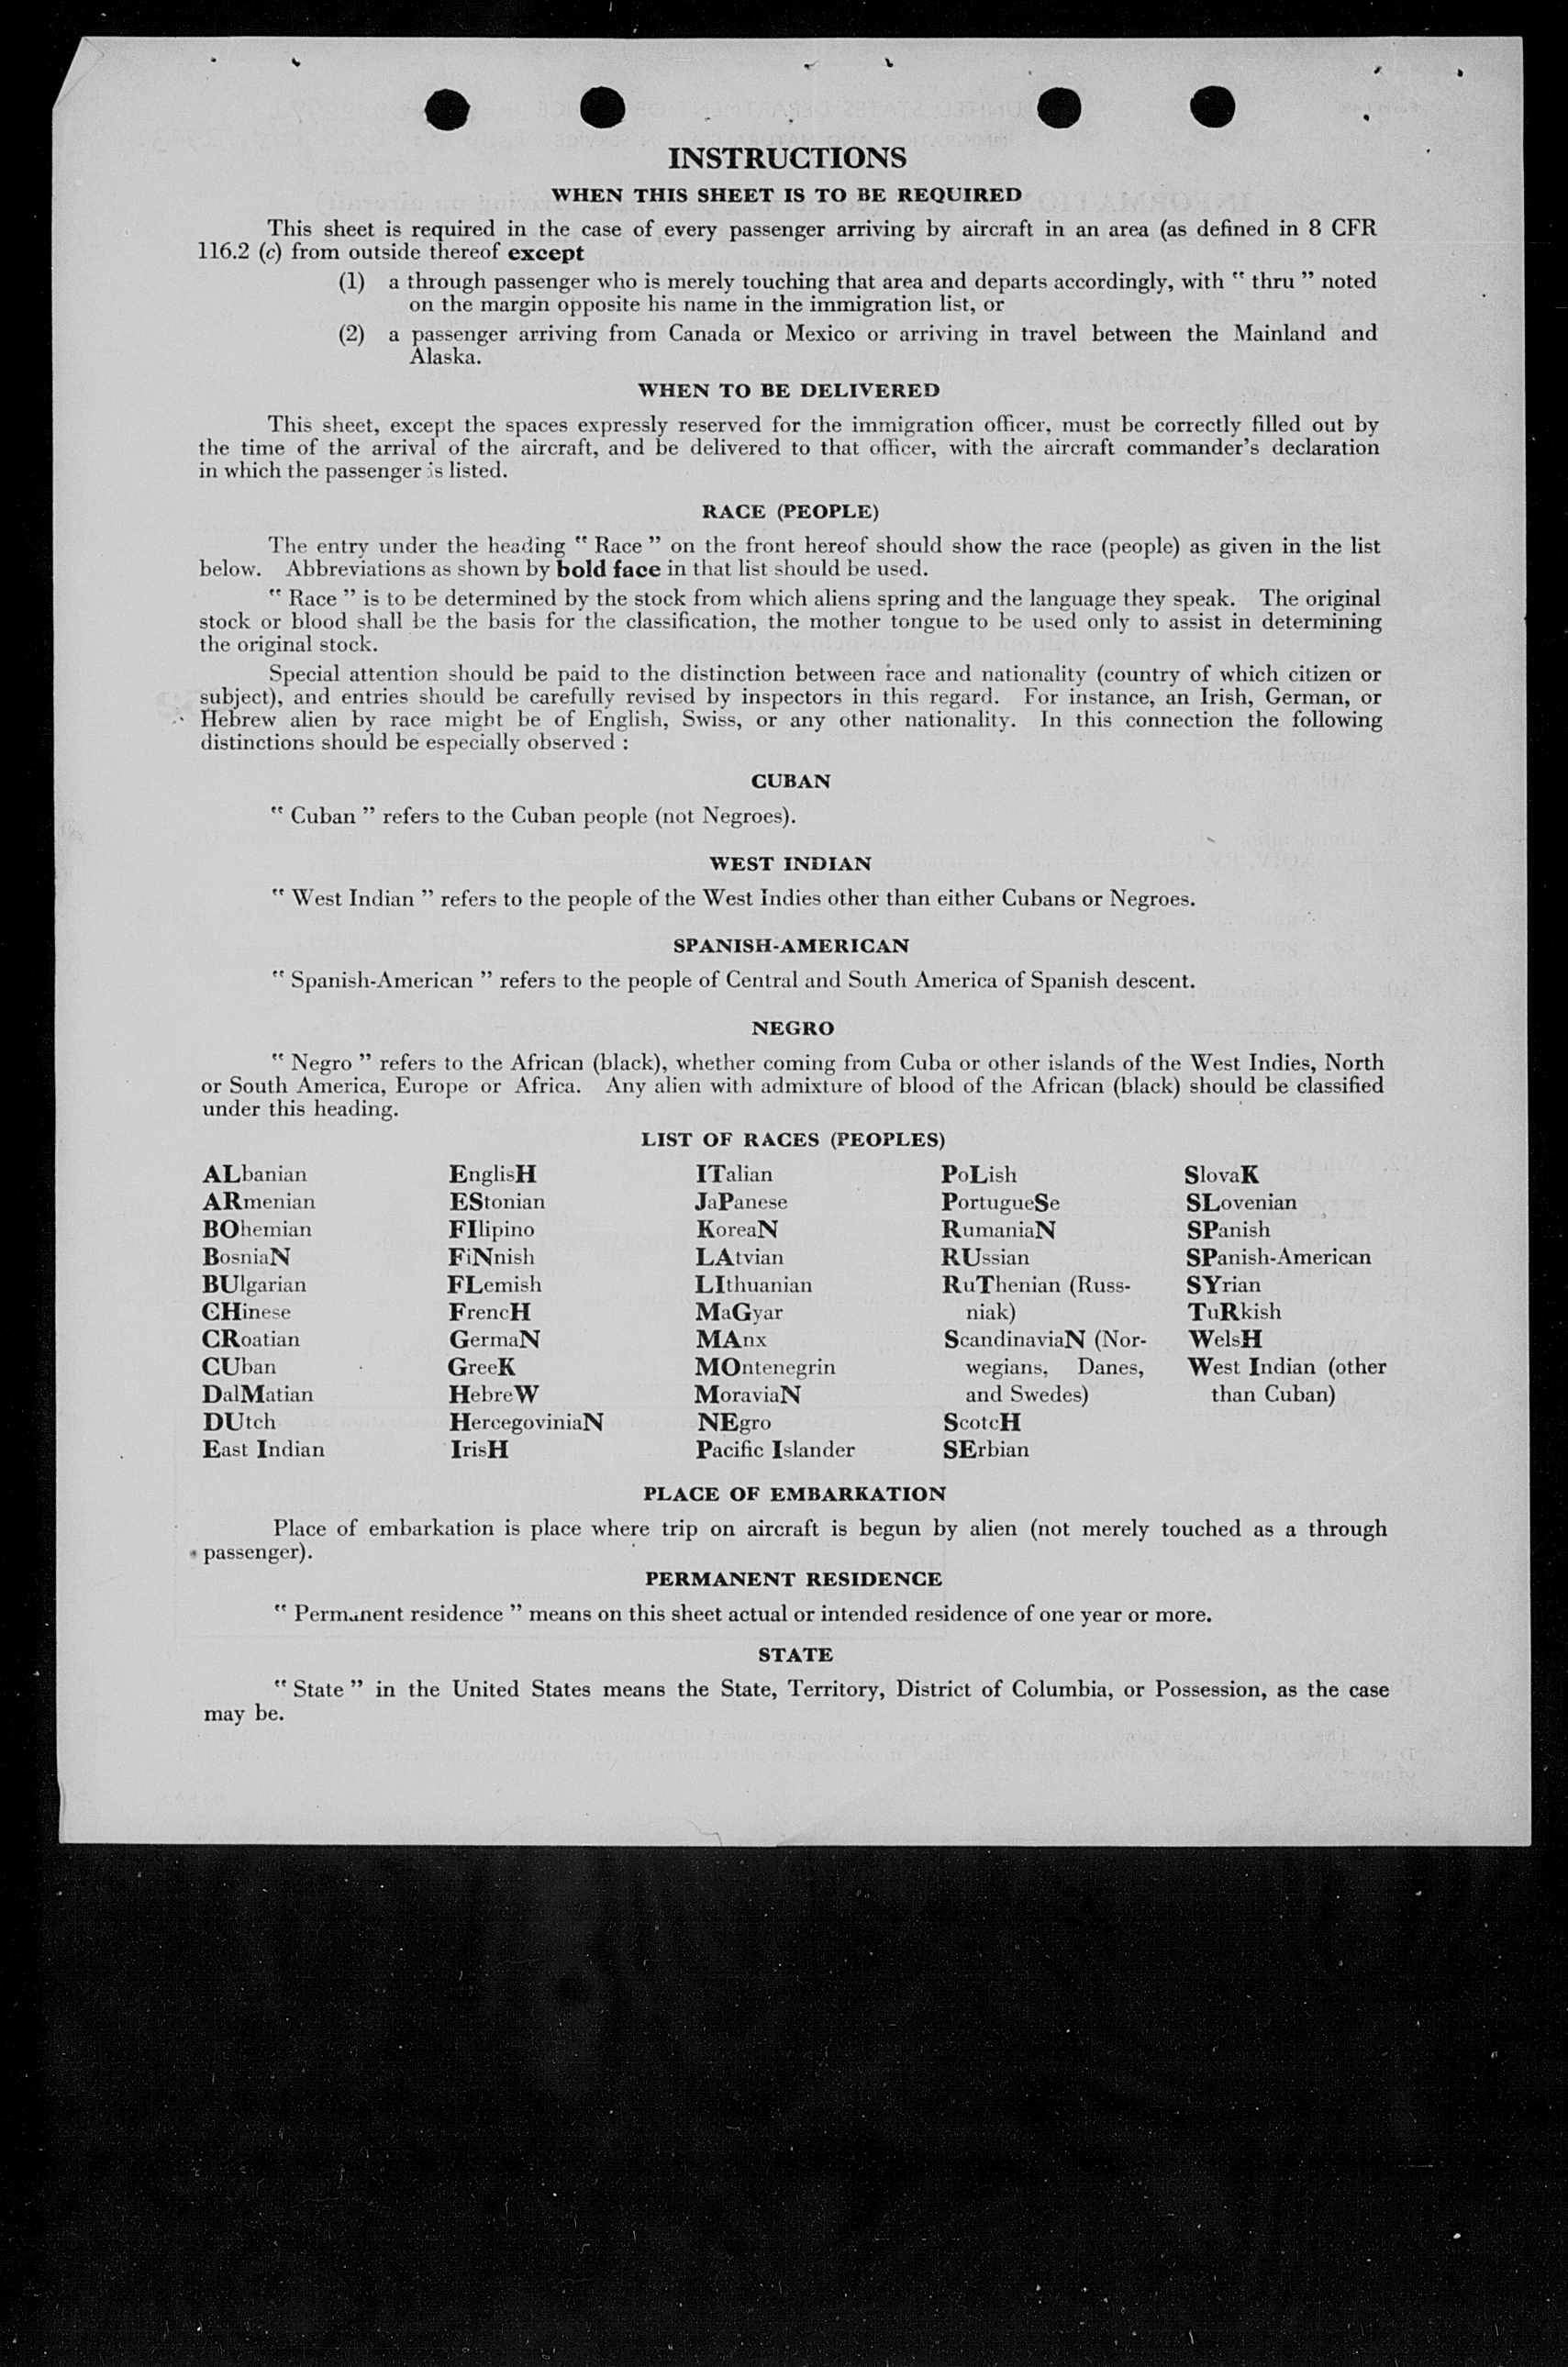 INSTRUCTIONS
WHEN THIS SHEET IS TO BE REQUIRED
This sheet is required in the case of every passenger arriving by aircraft in an area (as defined in 8 CFR
116.2 (c) from outside thereof except
(1) a through passenger who is merely touching that area and departs accordingly, with " thru " noted
on the margin opposite his name in the immigration list, or
(2) a passenger arriving from Canada or Mexico or arriving in travel between the Mainland and
Alaska.
WHEN TO BE DELIVERED
This sheet, except the spaces expressly reserved for the immigration officer, must be correctly filled out by
the time of the arrival of the aircraft, and be delivered to that officer, with the aircraft commander's declaration
in which the passenger is listed.
RACE (PEOPLE)
The entry under the heading " Race " on the front hereof should show the race (people) as given in the list
below. Abbreviations as shown by bold face in that list should be used.
" Race " is to be determined by the stock from which aliens spring and the language they speak. The original
stock or blood shall be the basis for the classification, the mother tongue to be used only to assist in determining
the original stock.
Special attention should be paid to the distinction between race and nationality (country of which citizen or
subject), and entries should be carefully revised by inspectors in this regard. For instance, an Irish, German, or
Hebrew alien by race might be of English, Swiss, or any other nationality. In this connection the following
distinctions should be especially observed :
CUBAN
" Cuban " refers to the Cuban people (not Negroes).
WEST INDIAN
" West Indian " refers to the people of the West Indies other than either Cubans or Negroes.
SPANISH-AMERICAN
" Spanish-American " refers to the people of Central and South America of Spanish descent.
NEGRO
" Negro " refers to the African (black), whether coming from Cuba or other islands of the West Indies, North
or South America, Europe or Africa. Any alien with admixture of blood of the African (black) should be classified
under this heading.
LIST OF RACES (PEOPLES)
ALbanian
ARmenian
BOhemian
BosniaN
BUlgarian
CHinese
CRoatian
CUban
DalMatian
DUtch
East Indian
EnglisH
EStonian
FIlipino
FiNnish
FLemish
FrencH
GermaN
GreeK
HebreW
HercegoviniaN
IrisH
ITalian
JaPanese
KoreaN
LAtvian
LIthuanian
MaGyar
MAnx
MOntenegrin
MoraviaN
NEgro
Pacific Islander
PoLish
PortugueSe
RumaniaN
RUssian
RuThenian (Russ-
niak)
ScandinaviaN (Nor-
wegians, Danes,
and Swedes)
ScotcH
SErbian
SlovaK
SLovenian
SPanish
SPanish-American
SYrian
TuRkish
WelsH
West Indian (other
than Cuban)
PLACE OF EMBARKATION
Place of embarkation is place where trip on aircraft is begun by alien (not merely touched as a through
passenger).
PERMANENT RESIDENCE
" Permanent residence " means on this sheet actual or intended residence of one year or more.
STATE
" State " in the United States means the State, Territory, District of Columbia, or Possession, as the case
may be.